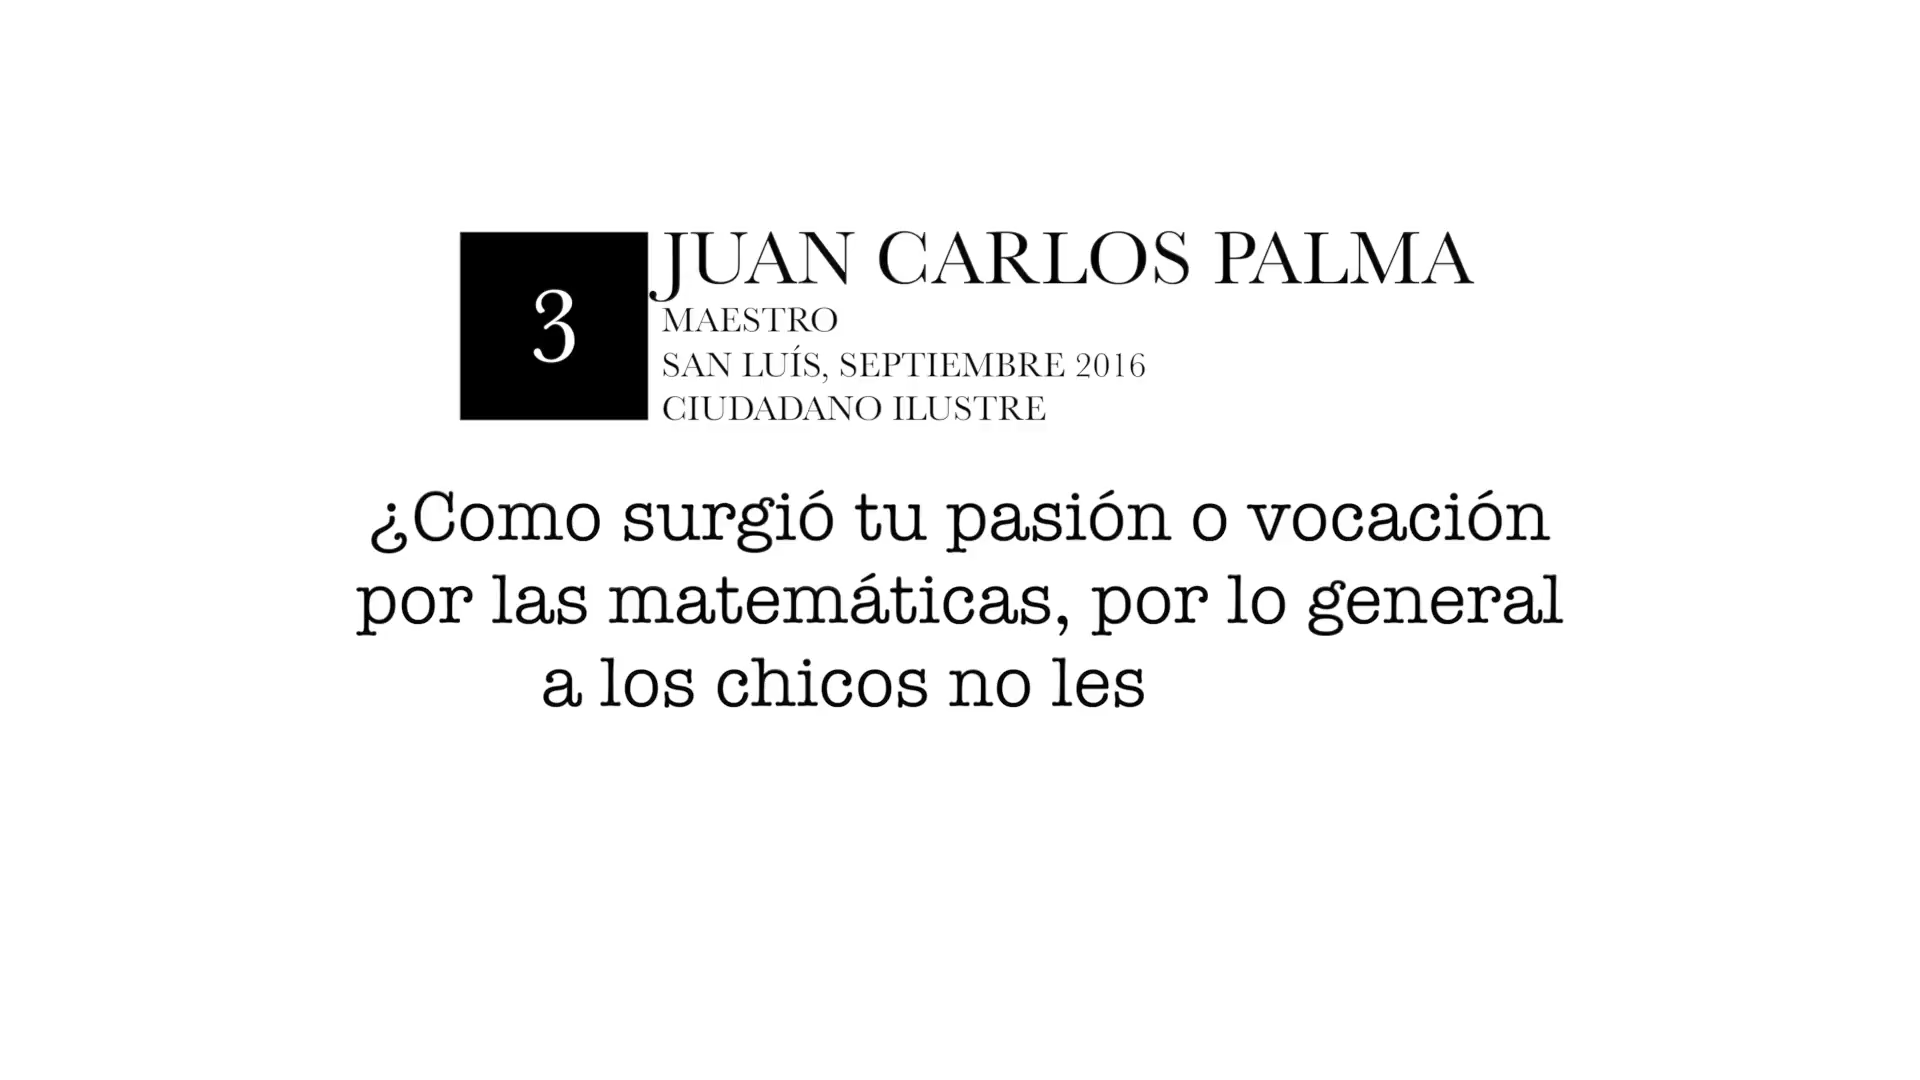 3
JUAN CARLOS PALMA
MAESTRO
SAN LUÍS, SEPTIEMBRE 2016
CIUDADANO ILUSTRE
¿Como surgió tu pasión o vocación
por las matemáticas, por lo general
a los chicos no les